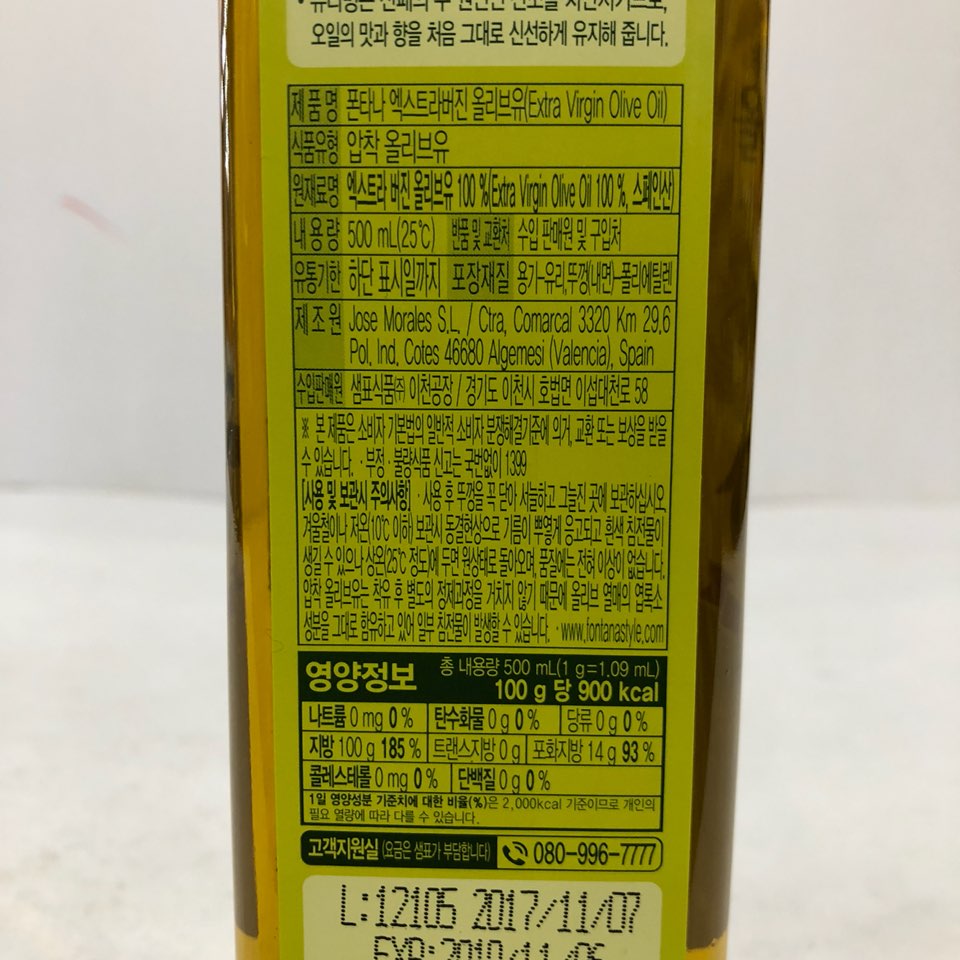 오일의 맛과 향을 처음 그대로 신선하게 유지해 줍니다.
제품명 폰타나 엑스트라버진 올리브유(Extra Virgin Olive Oil)
식품유형 압착 올리브유
원재료명 엑스트라 버진 올리브유 100 %(Extra Virgin Olive Oil 100 %, 스페인산)
내용량 500 mL(25℃) 반품 및 교환처 수입 판매원 및 구입처
유통기한 하단 표시일까지 포장재질 용기-유리, 뚜껑(내면)-폴리에틸렌
제조원 Jose Morales S.L. / Ctra, Comarcal 3320 Km 29,6
Pol. Ind. Cotes 46680 Algemesi (Valencia), Spain
수입판매원 샘표식품㈜ 이천공장 / 경기도 이천시 호법면 이섭대천로 58
※ 본 제품은 소비자 기본법의 일반적 소비자 분쟁해결기준에 의거, 교환 또는 보상을 받을
수 있습니다. ·부정·불량식품 신고는 국번없이 1399
[사용 및 보관시 주의사항] ·사용 후 뚜껑을 꼭 닫아 서늘하고 그늘진 곳에 보관하십시오.
겨울철이나 저온(10℃ 이하) 보관시 동결현상으로 기름이 뿌옇게 응고되고 흰색 침전물이
생길 수 있으나 상온(25℃ 정도)에 두면 원상태로 돌아오며, 품질에는 전혀 이상이 없습니다.
압착 올리브유는 착유 후 별도의 정제과정을 거치지 않기 때문에 올리브 열매의 엽록소
성분을 그대로 함유하고 있어 일부 침전물이 발생할 수 있습니다. ·www.fontanastyle.com
영양정보 총 내용량 500 mL(1 g=1.09 mL)
100 g 당 900 kcal
나트륨 0 mg 0 % 탄수화물 0 g 0 % 당류 0 g 0 %
지방 100 g 185 % 트랜스지방 0 g 포화지방 14 g 93 %
콜레스테롤 0 mg 0 % 단백질 0 g 0 %
1일 영양성분 기준치에 대한 비율(%)은 2,000kcal 기준이므로 개인의
필요 열량에 따라 다를 수 있습니다.
고객지원실 (요금은 샘표가 부담합니다) 080-996-7777
L:12105 2017/11/07